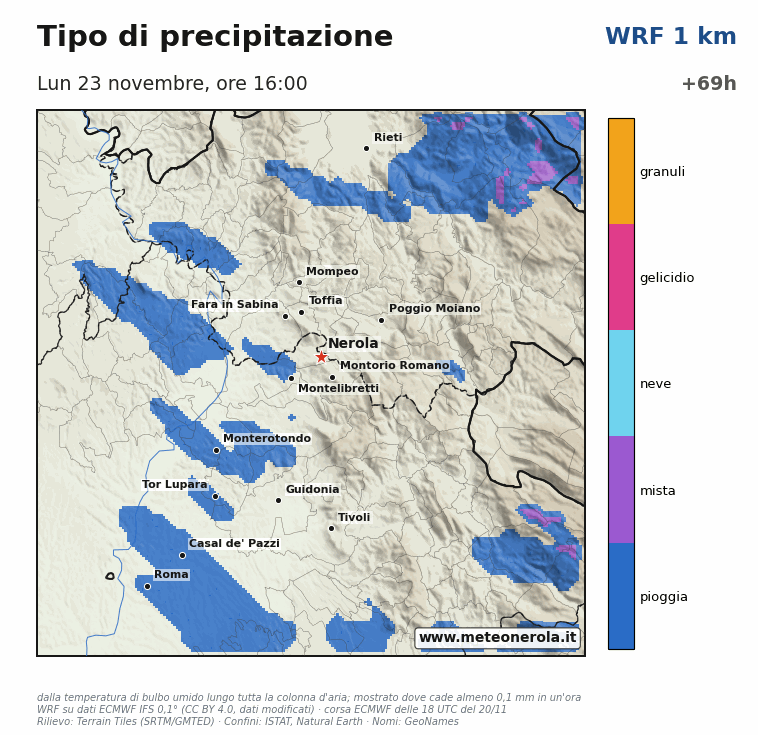 Tipo di precipitazione
WRF 1 km
Lun 23 novembre, ore 16:00
+69h
Rieti
Mompeo
Fara in Sabina
Toffia
Poggio Moiano
Nerola
Montorio Romano
Montelibretti
Monterotondo
Tor Lupara
Guidonia
Tivoli
Casal de' Pazzi
Roma
www.meteonerola.it
granuli
gelicidio
neve
mista
pioggia
dalla temperatura di bulbo umido lungo tutta la colonna d'aria; mostrato dove cade almeno 0,1 mm in un'ora
WRF su dati ECMWF IFS 0,1° (CC BY 4.0, dati modificati) · corsa ECMWF delle 18 UTC del 20/11
Rilievo: Terrain Tiles (SRTM/GMTED) · Confini: ISTAT, Natural Earth · Nomi: GeoNames